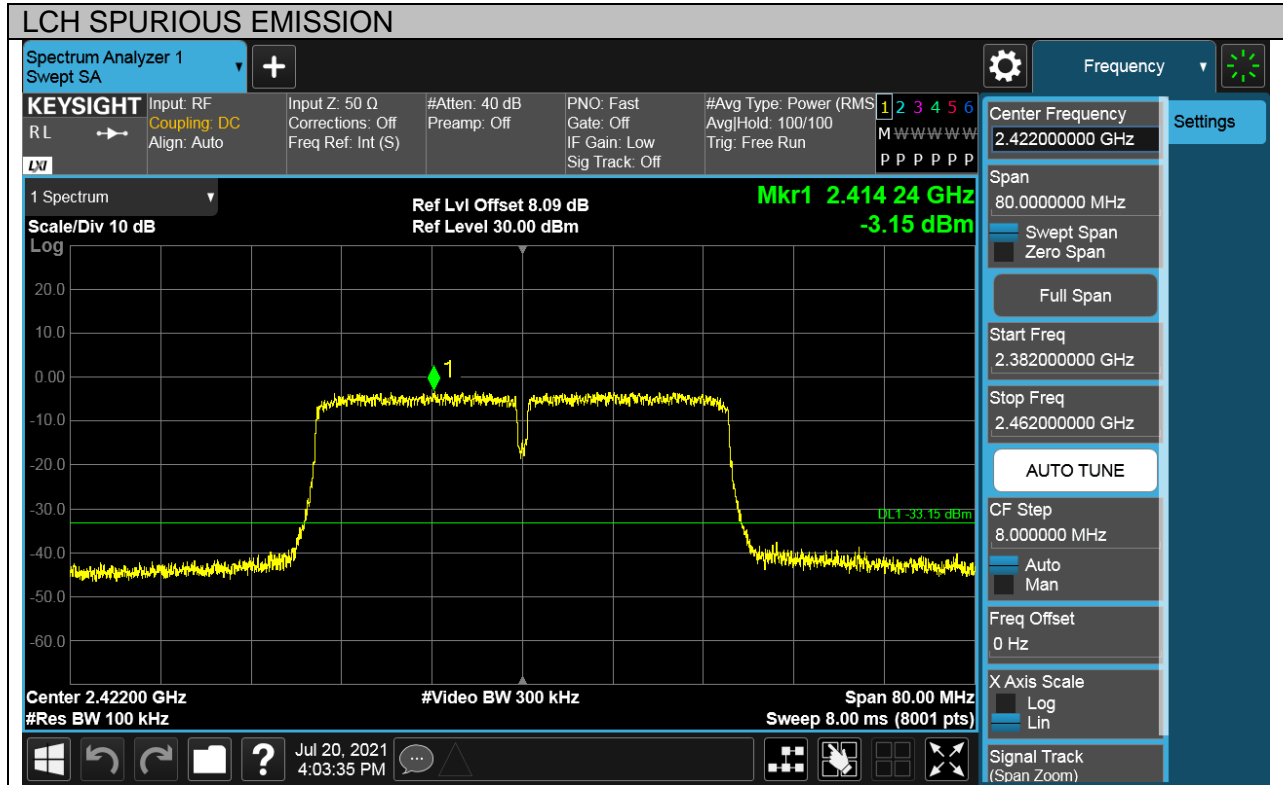 LCH SPURIOUS EMISSION
Spectrum Analyzer 1
Swept SA
Frequency
KEYSIGHT
RL
LXI
Input: RF
Coupling: DC
Align: Auto
Input Z: 50 Ω
Corrections: Off
Freq Ref: Int (S)
#Atten: 40 dB
Preamp: Off
PNO: Fast
Gate: Off
IF Gain: Low
Sig Track: Off
#Avg Type: Power (RMS
Avg|Hold: 100/100
Trig: Free Run
1 2 3 4 5 6
M W W W W W
P P P P P P
Center Frequency
2.422000000 GHz
Settings
Span
80.0000000 MHz
Swept Span
Zero Span
Full Span
Start Freq
2.382000000 GHz
Stop Freq
2.462000000 GHz
AUTO TUNE
CF Step
8.000000 MHz
Auto
Man
Freq Offset
0 Hz
X Axis Scale
Log
Lin
Signal Track
(Span Zoom)
1 Spectrum
Scale/Div 10 dB
Ref Lvl Offset 8.09 dB
Ref Level 30.00 dBm
Mkr1 2.414 24 GHz
-3.15 dBm
Log
20.0
10.0
0.00
-10.0
-20.0
-30.0
-40.0
-50.0
-60.0
1
DL1 -33.15 dBm
Center 2.42200 GHz
#Res BW 100 kHz
#Video BW 300 kHz
Span 80.00 MHz
Sweep 8.00 ms (8001 pts)
?
Jul 20, 2021
4:03:35 PM